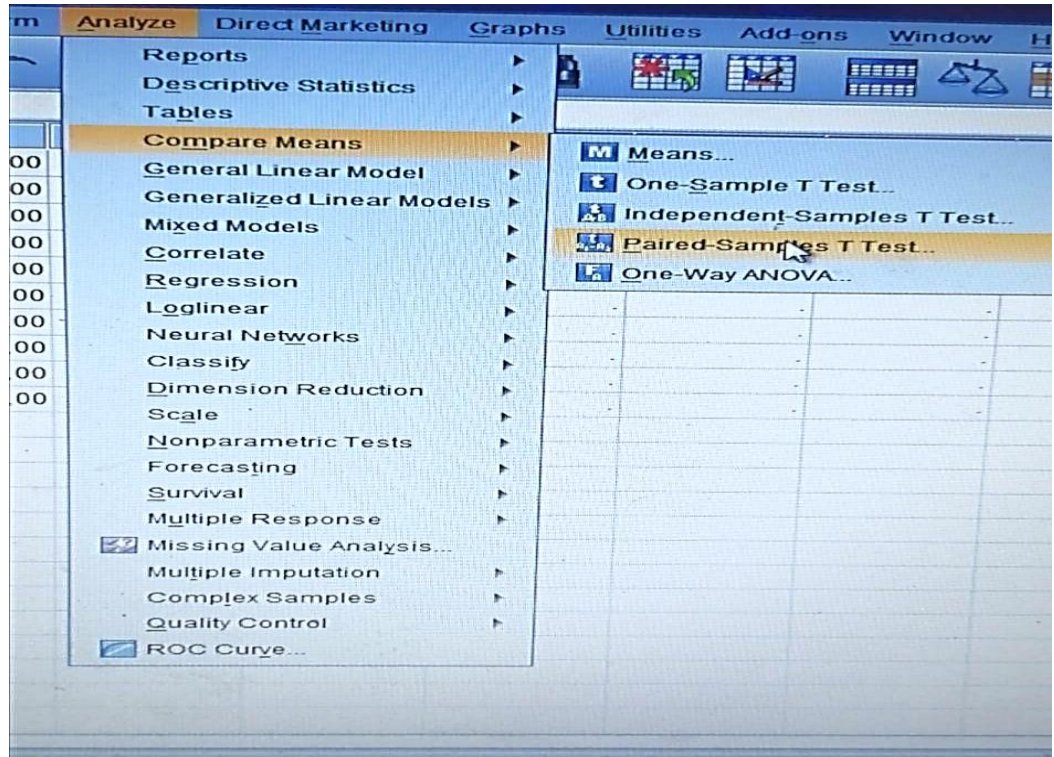 rm Analyze Direct Marketing Graphs Utilities Add-ons Window H
Reports
Descriptive Statistics
Tables
Compare Means
General Linear Model
Generalized Linear Models
Mixed Models
Correlate
Regression
Loglinear
Neural Networks
Classify
Dimension Reduction
Scale
Nonparametric Tests
Forecasting
Survival
Multiple Response
Missing Value Analysis...
Multiple Imputation
Complex Samples
Quality Control
ROC Curve...
M Means...
t One-Sample T Test...
Independent-Samples T Test...
Paired-Samples T Test...
One-Way ANOVA...
00
00
00
00
00
00
00
00
.00
.00